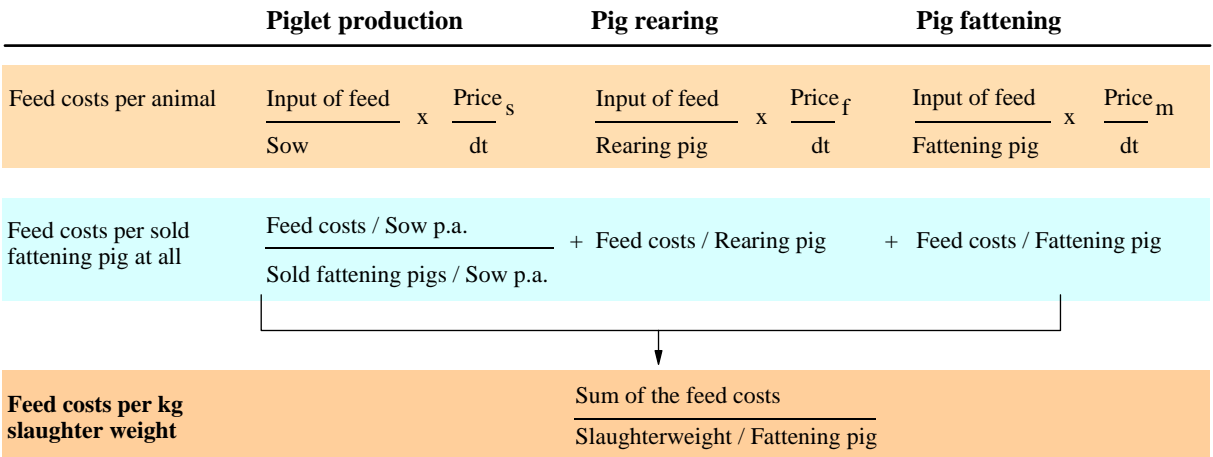 Piglet production Pig rearing Pig fattening
Feed costs per animal
Input of feed
Sow
x
Price s
dt
Input of feed
Rearing pig
x
Price f
dt
Input of feed
Fattening pig
x
Price m
dt
Feed costs per sold
fattening pig at all
Feed costs / Sow p.a.
Sold fattening pigs / Sow p.a.
+ Feed costs / Rearing pig
+ Feed costs / Fattening pig
Feed costs per kg
slaughter weight
Sum of the feed costs
Slaughterweight / Fattening pig